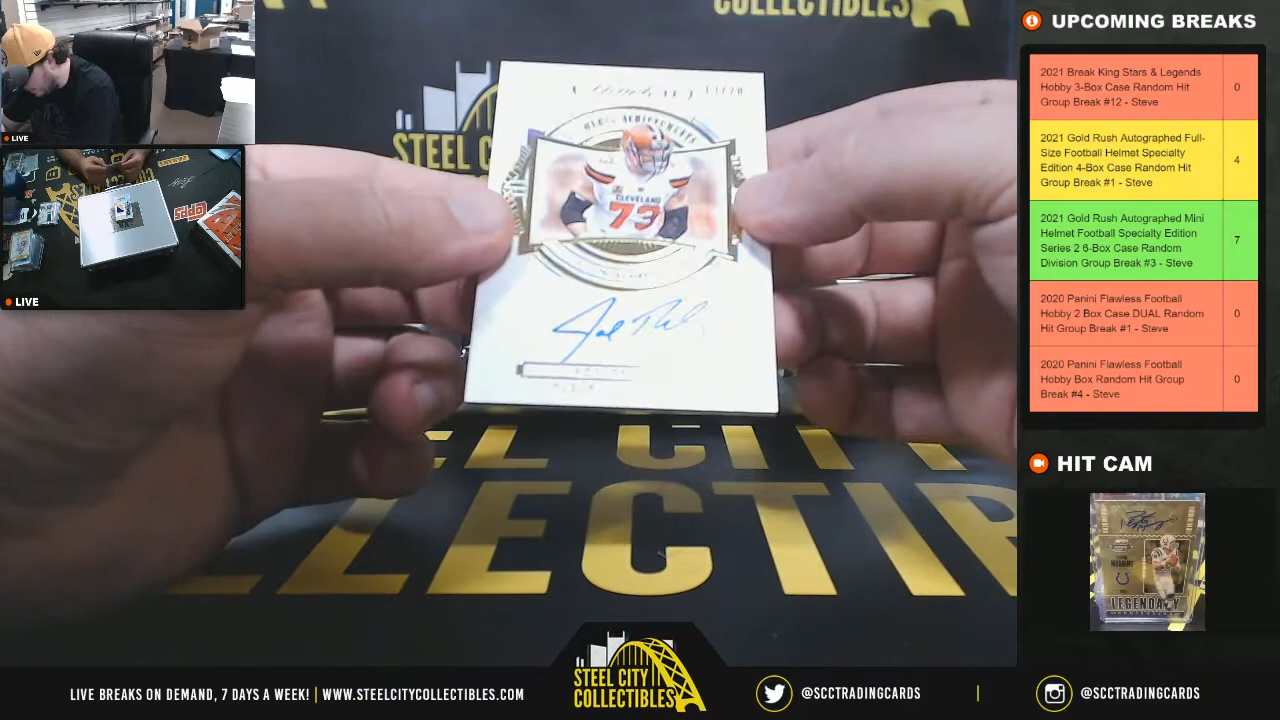 COLLECTIBLES
STEEL
LIVE
LIVE
CLEVELAND
73
EL CITY
LLECTIB
UPCOMING BREAKS
2021 Break King Stars & Legends
Hobby 3-Box Case Random Hit
Group Break #12 - Steve
0
2021 Gold Rush Autographed Full-
Size Football Helmet Specialty
Edition 4-Box Case Random Hit
Group Break #1 - Steve
4
2021 Gold Rush Autographed Mini
Helmet Football Specialty Edition
Series 2 6-Box Case Random
Division Group Break #3 - Steve
7
2020 Panini Flawless Football
Hobby 2 Box Case DUAL Random
Hit Group Break #1 - Steve
0
2020 Panini Flawless Football
Hobby Box Random Hit Group
Break #4 - Steve
0
HIT CAM
LEGENDARY
LIVE BREAKS ON DEMAND, 7 DAYS A WEEK! | WWW.STEELCITYCOLLECTIBLES.COM
STEEL CITY
COLLECTIBLES
@SCCTRADINGCARDS
|
@SCCTRADINGCARDS